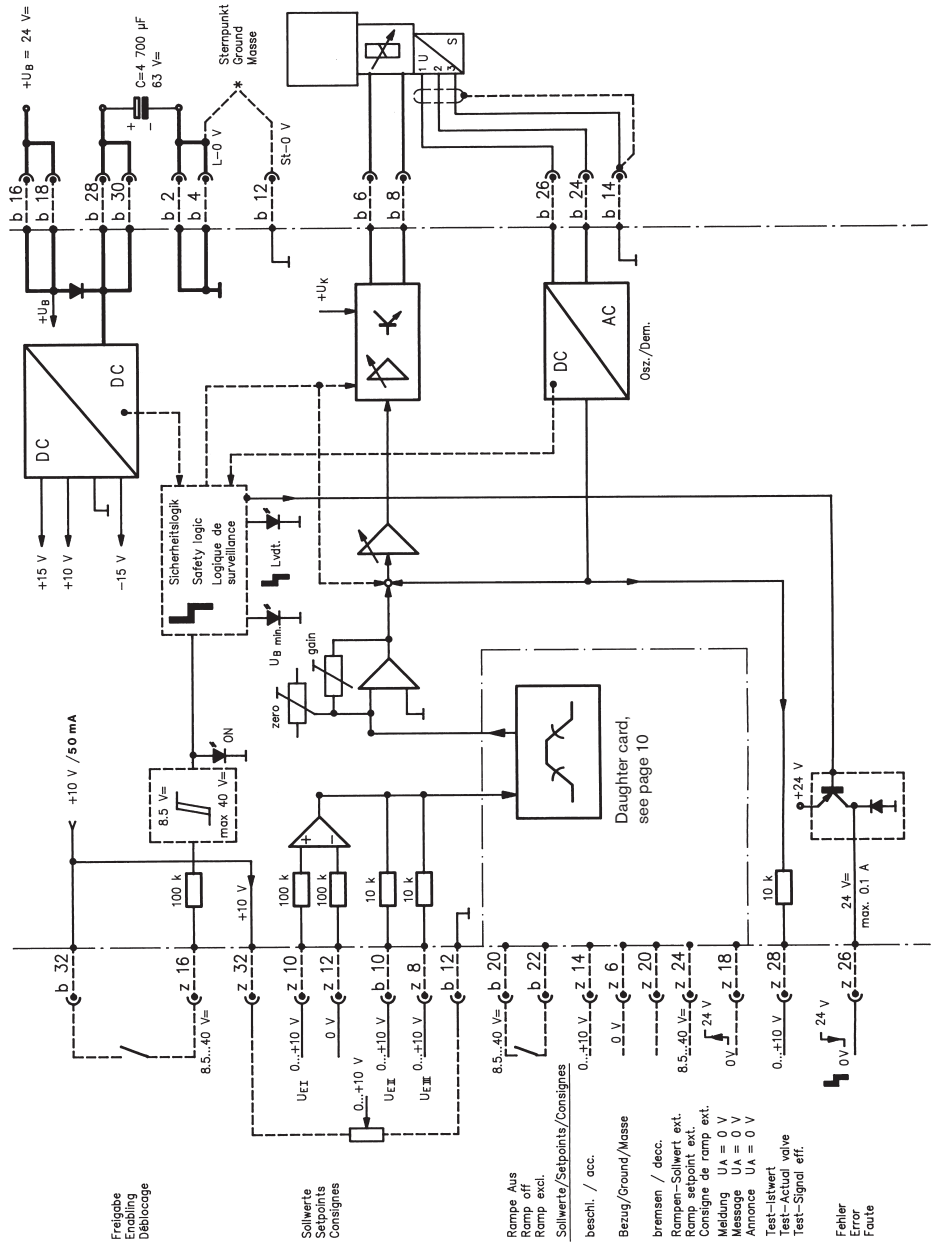 Freigabe
Enabling
Déblocage
b 32
z 16
8.5...40 V=
+10 V /50 mA
100 k
8.5 V=
max 40 V=
ON
z 32
+10 V
Sicherheitslogik
Safety logic
Logique de
surveillance
UB min.
Lvdt.
DC
DC
+15 V
+10 V
-15 V
+UB
b 16
b 18
b 28
b 30
b 2
b 4
b 12
+UB = 24 V=
C=4 700 µF
63 V=
+
−
L-0 V
St-0 V
Sternpunkt
Ground
Masse
*
Sollwerte
Setpoints
Consignes
0...+10 V
UEI
0...+10 V
z 10
100 k
0 V
z 12
100 k
+
−
UEII
0...+10 V
b 10
10 k
UEIII
0...+10 V
z 8
10 k
b 12
zero
gain
+UK
b 6
b 8
1 U
2
3
S
b 26
b 24
b 14
DC
AC
Osz./Dem.
Rampe Aus
Ramp off
Ramp excl.
8.5...40 V=
b 20
b 22
Sollwerte/Setpoints/Consignes
beschl. / acc.
0...+10 V
z 14
Bezug/Ground/Masse
0 V
z 6
bremsen / decc.
z 20
Rampen-Sollwert ext.
Ramp setpoint ext.
Consigne de ramp ext.
8.5...40 V=
z 24
Meldung UA = 0 V
Message UA = 0 V
Annonce UA = 0 V
0V
24 V
z 18
Daughter card,
see page 10
Test-Istwert
Test-Actual valve
Test-Signal eff.
0...+10 V
z 28
10 k
Fehler
Error
Faute
0V
24 V
z 26
24 V=
max. 0.1 A
+24 V